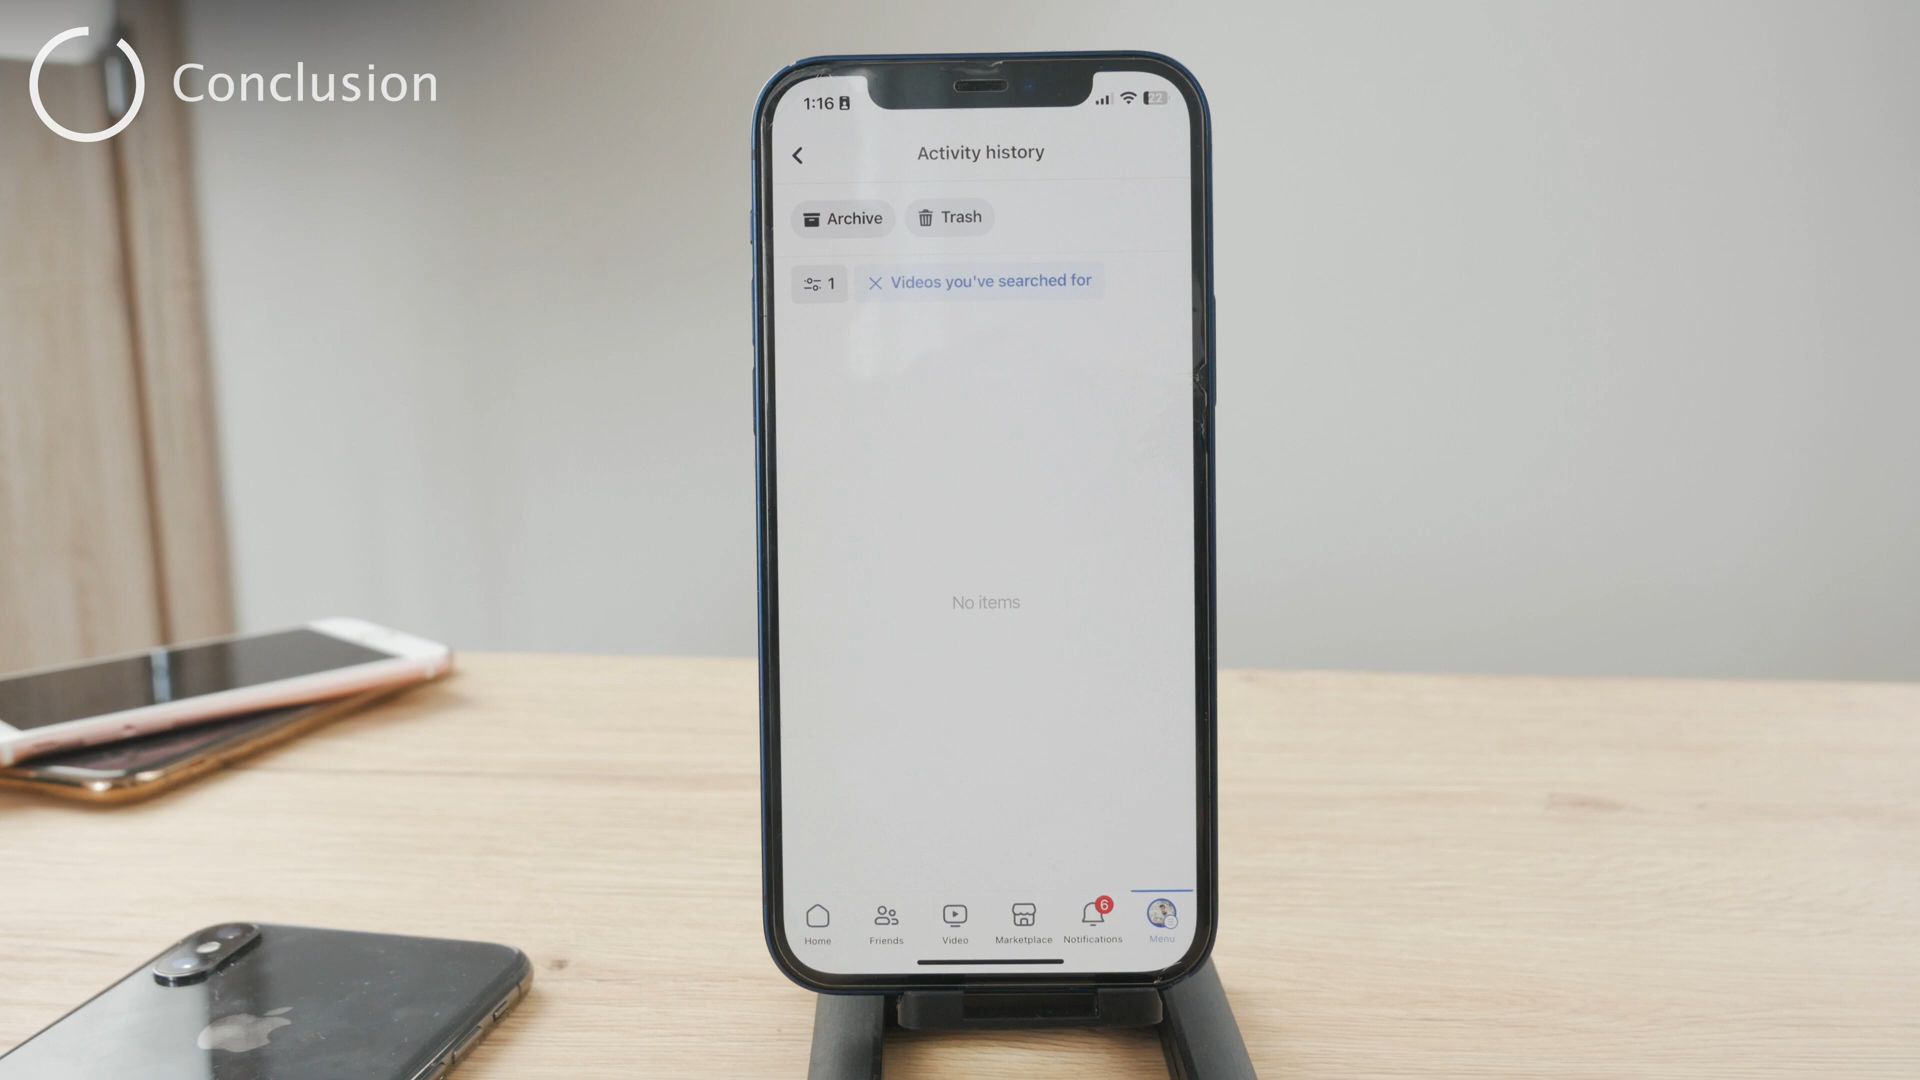 Conclusion
1:16
22
Activity history
Archive
Trash
1
Videos you've searched for
No items
6
Home
Friends
Video
Marketplace
Notifications
Menu